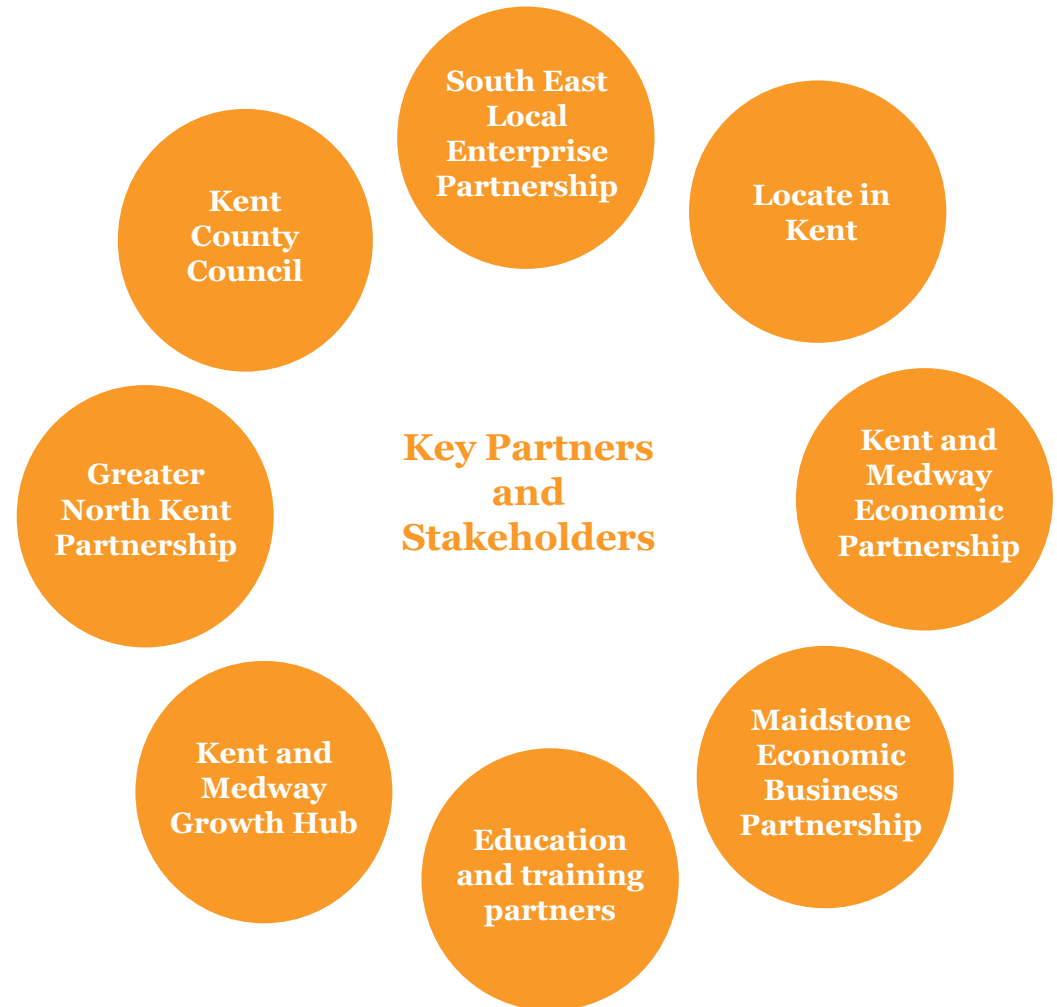 South East
Local
Enterprise
Partnership
Locate in
Kent
Kent and
Medway
Economic
Partnership
Maidstone
Economic
Business
Partnership
Education
and training
partners
Kent and
Medway
Growth Hub
Greater
North Kent
Partnership
Kent
County
Council
Key Partners
and
Stakeholders